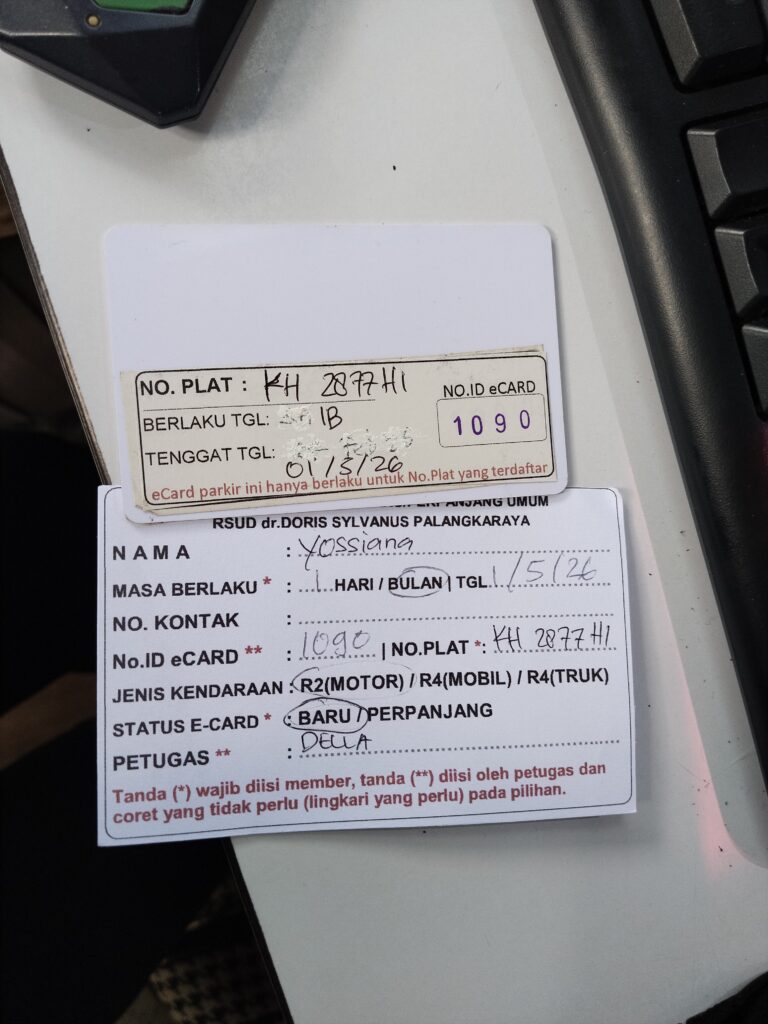 NO. PLAT : KH 2877 HI
NO.ID eCARD
1090
BERLAKU TGL: 1B
TENGGAT TGL:
01/5/26
eCard parkir ini hanya berlaku untuk No.Plat yang terdaftar
PANJANG UMUM
RSUD dr.DORIS SYLVANUS PALANGKARAYA
NAMA : Yossiana
MASA BERLAKU * : 1 HARI / BULAN | TGL 1/5/26
NO. KONTAK :
No.ID eCARD ** : 1090 | NO.PLAT *: KH 2877 HI
JENIS KENDARAAN : R2(MOTOR) / R4(MOBIL) / R4(TRUK)
STATUS E-CARD * : BARU / PERPANJANG
PETUGAS ** : DELLA
Tanda (*) wajib diisi member, tanda (**) diisi oleh petugas dan
coret yang tidak perlu (lingkari yang perlu) pada pilihan.